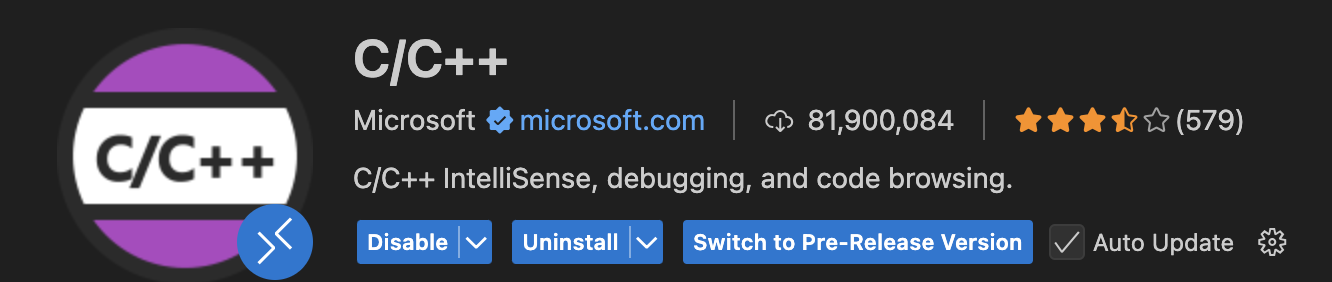 C/C++
C/C++
Microsoft microsoft.com 81,900,084 (579)
C/C++ IntelliSense, debugging, and code browsing.
Disable Uninstall Switch to Pre-Release Version Auto Update